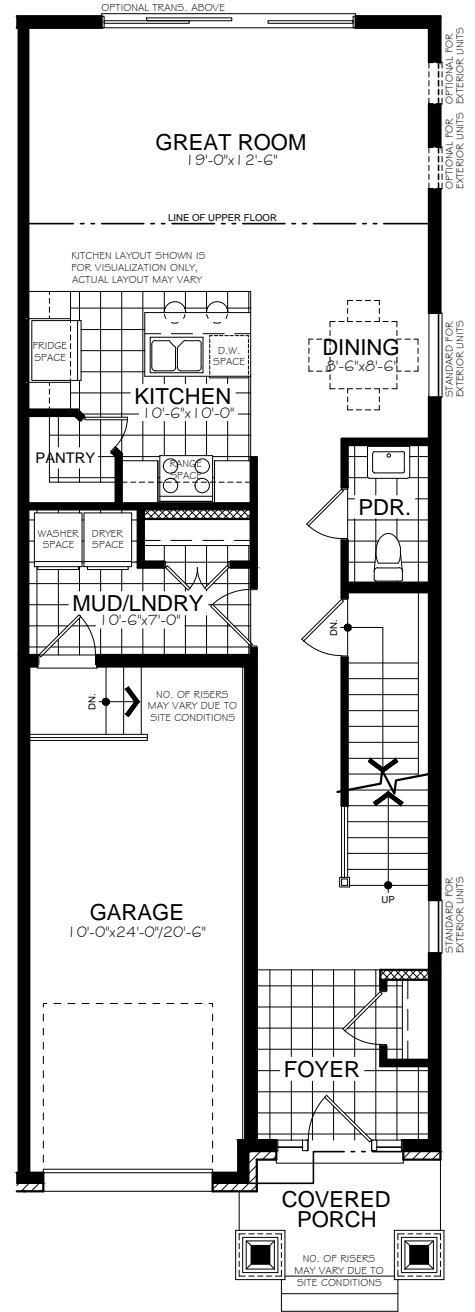 OPTIONAL TRANS. ABOVE
OPTIONAL FOR
EXTERIOR UNITS
GREAT ROOM
19'-0"x12'-6"
OPTIONAL FOR
EXTERIOR UNITS
LINE OF UPPER FLOOR
KITCHEN LAYOUT SHOWN IS
FOR VISUALIZATION ONLY,
ACTUAL LAYOUT MAY VARY
FRIDGE
SPACE
D.W.
SPACE
DINING
8'-6"x8'-6"
STANDARD FOR
EXTERIOR UNITS
KITCHEN
10'-6"x10'-0"
PANTRY
RANGE
SPACE
PDR.
WASHER
SPACE
DRYER
SPACE
MUD/LNDRY
10'-6"x7'-0"
DN.
DN.
NO. OF RISERS
MAY VARY DUE TO
SITE CONDITIONS
UP
STANDARD FOR
EXTERIOR UNITS
GARAGE
10'-0"x24'-0"/20'-6"
FOYER
COVERED
PORCH
NO. OF RISERS
MAY VARY DUE TO
SITE CONDITIONS